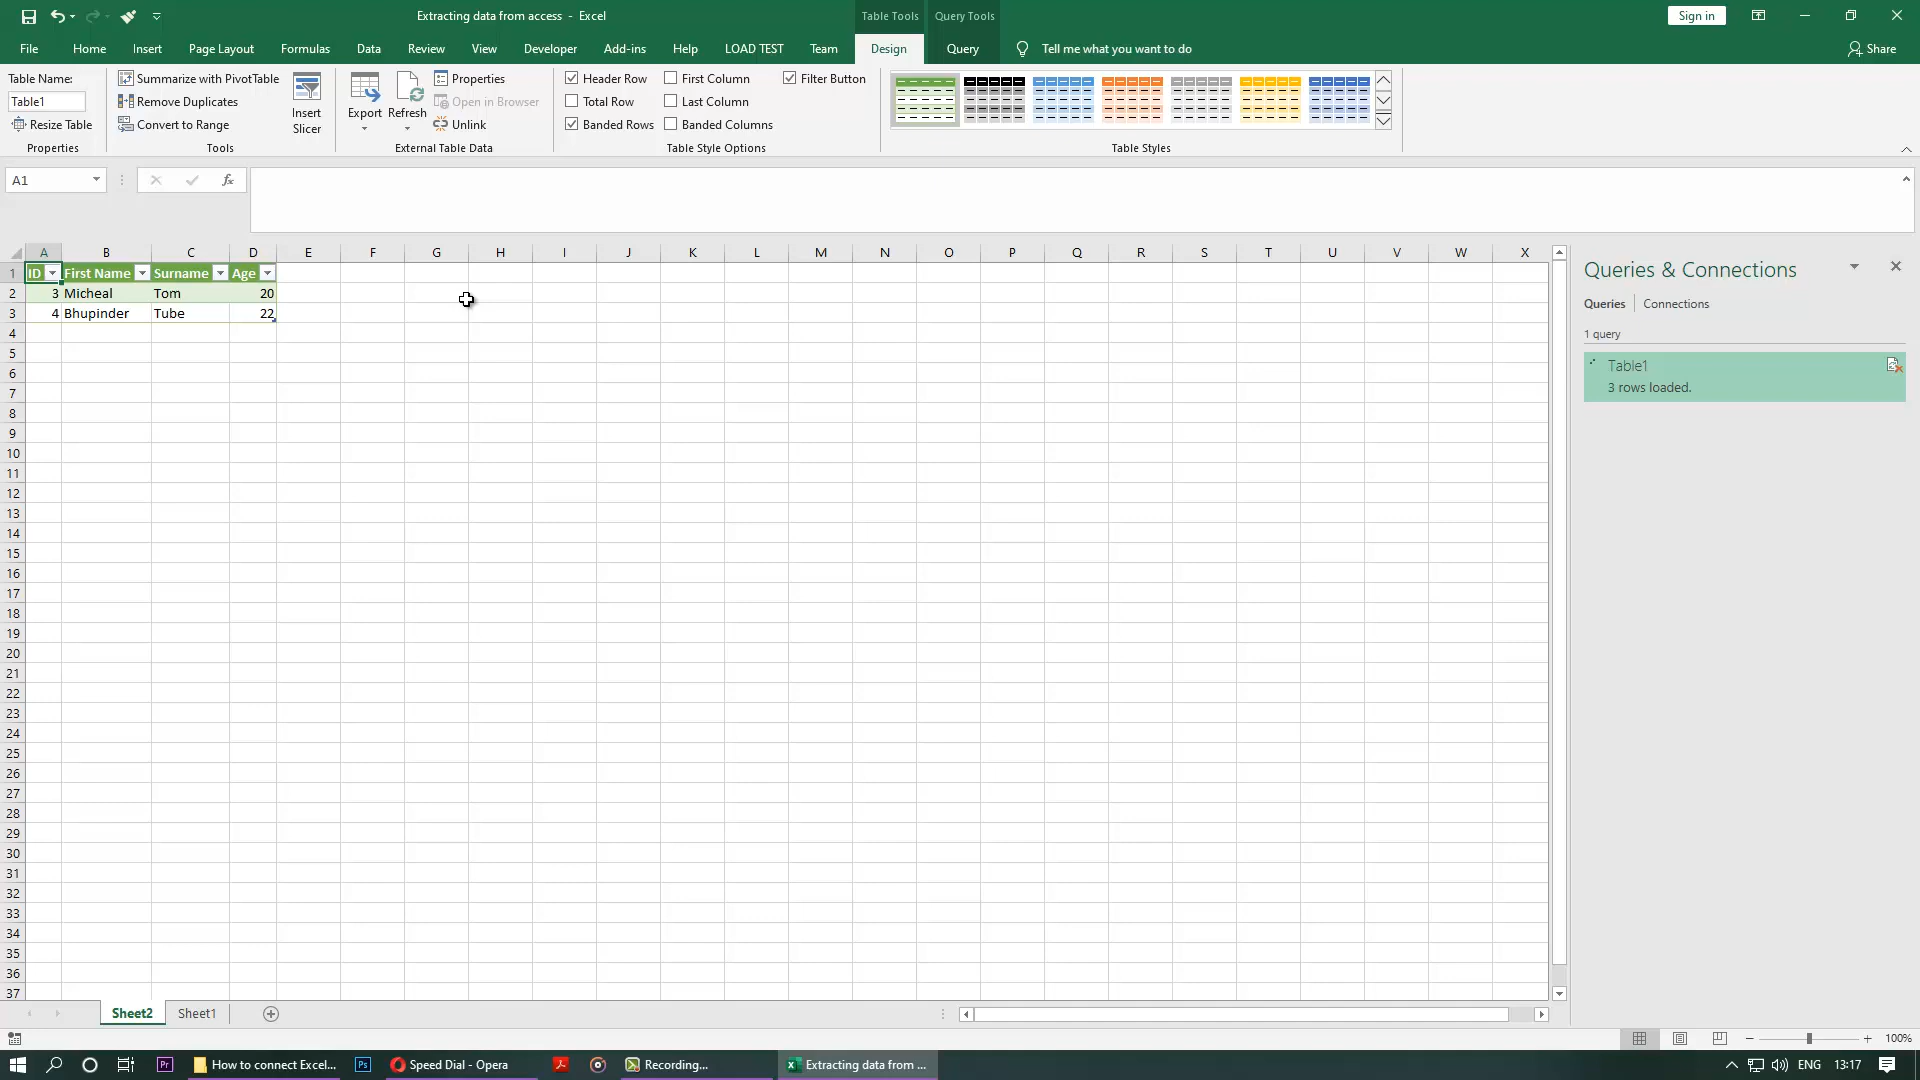 Extracting data from access - Excel
Table Tools
Query Tools
Sign in
File
Home
Insert
Page Layout
Formulas
Data
Review
View
Developer
Add-ins
Help
LOAD TEST
Team
Design
Query
Tell me what you want to do
Share
Table Name:
Table1
Resize Table
Properties
Summarize with PivotTable
Remove Duplicates
Convert to Range
Insert Slicer
Tools
Export
Refresh
Properties
Open in Browser
Unlink
External Table Data
Header Row
Total Row
Banded Rows
First Column
Last Column
Banded Columns
Filter Button
Table Style Options
Table Styles
A1
fx
A B C D E F G H I J K L M N O P Q R S T U V W X
1 ID First Name Surname Age
2 3 Micheal Tom 20
3 4 Bhupinder Tube 22
4
5
6
7
8
9
10
11
12
13
14
15
16
17
18
19
20
21
22
23
24
25
26
27
28
29
30
31
32
33
34
35
36
37
Queries & Connections
Queries
Connections
1 query
Table1
3 rows loaded.
Sheet2
Sheet1
100%
Pr
How to connect Excel...
Ps
Speed Dial - Opera
Recording...
Extracting data from ...
ENG
13:17